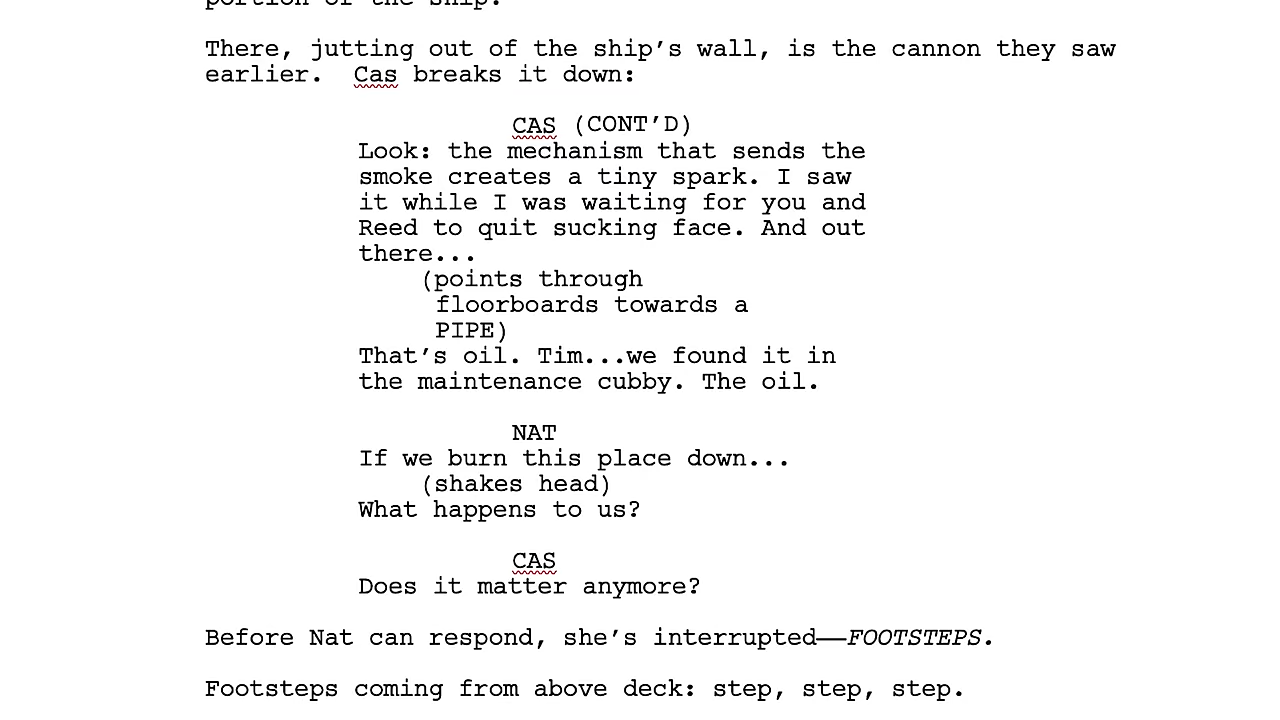 portion of the ship.
There, jutting out of the ship’s wall, is the cannon they saw
earlier.  Cas breaks it down:
CAS (CONT’D)
Look: the mechanism that sends the
smoke creates a tiny spark. I saw
it while I was waiting for you and
Reed to quit sucking face. And out
there...
(points through
floorboards towards a
PIPE)
That’s oil. Tim...we found it in
the maintenance cubby. The oil.
NAT
If we burn this place down...
(shakes head)
What happens to us?
CAS
Does it matter anymore?
Before Nat can respond, she’s interrupted——FOOTSTEPS.
Footsteps coming from above deck: step, step, step.